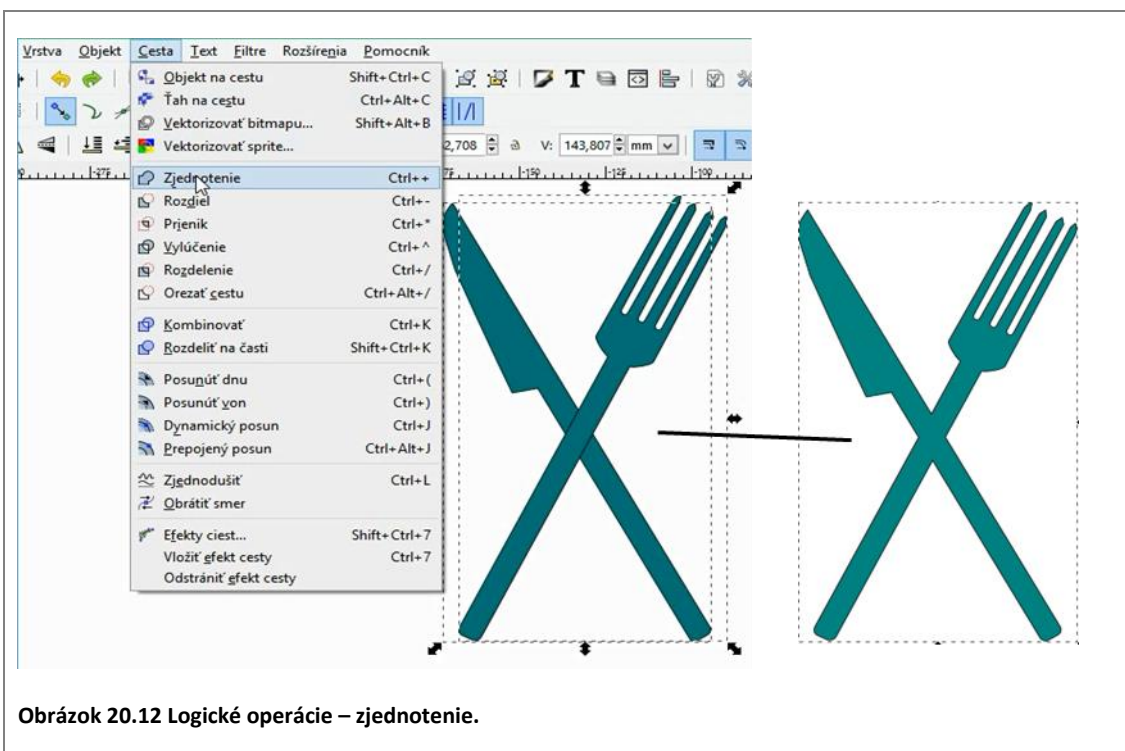 Vrstva Objekt Cesta Text Filtre Rozšírenia Pomocník
Objekt na cestu Shift+Ctrl+C
Ťah na cestu Ctrl+Alt+C
Vektorizovať bitmapu... Shift+Alt+B
Vektorizovať sprite...
2,708 V: 143,807 mm
Zjednotenie Ctrl++
-275 -150 -125 -100
Rozdiel Ctrl+-
Prienik Ctrl+*
Vylúčenie Ctrl+^
Rozdelenie Ctrl+/
Orezať cestu Ctrl+Alt+/
Kombinovať Ctrl+K
Rozdeliť na časti Shift+Ctrl+K
Posunúť dnu Ctrl+(
Posunúť von Ctrl+)
Dynamický posun Ctrl+J
Prepojený posun Ctrl+Alt+J
Zjednodušiť Ctrl+L
Obrátiť smer
Efekty ciest... Shift+Ctrl+7
Vložiť efekt cesty Ctrl+7
Odstrániť efekt cesty
Obrázok 20.12 Logické operácie – zjednotenie.